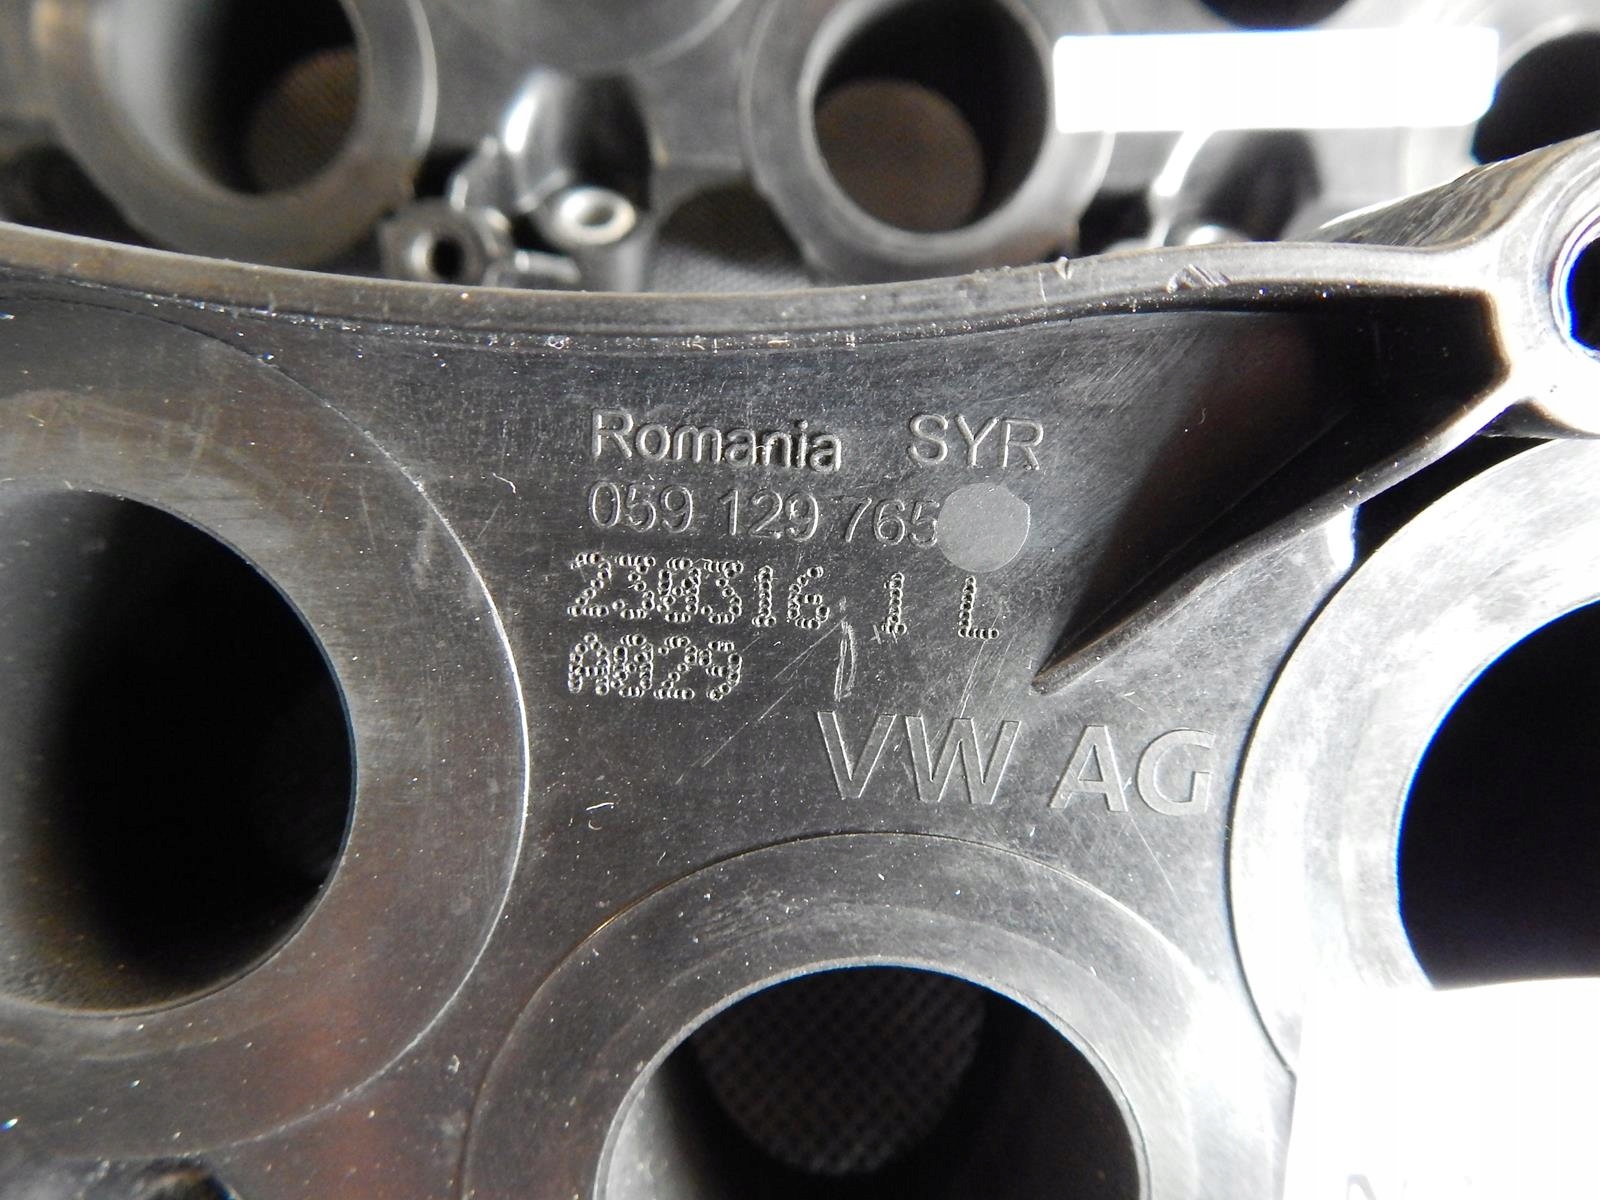 Romania SYR
059 129 765
230316 1 L
A029
VW AG